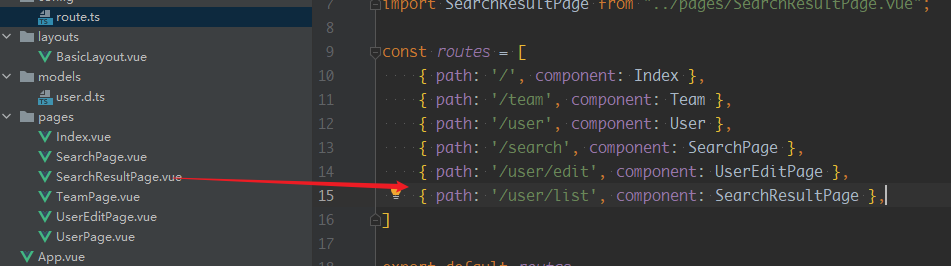 config
route.ts
layouts
BasicLayout.vue
models
user.d.ts
pages
Index.vue
SearchPage.vue
SearchResultPage.vue
TeamPage.vue
UserEditPage.vue
UserPage.vue
App.vue
7 import SearchResultPage from "../pages/SearchResultPage.vue";
8
9 const routes = [
10 { path: '/', component: Index },
11 { path: '/team', component: Team },
12 { path: '/user', component: User },
13 { path: '/search', component: SearchPage },
14 { path: '/user/edit', component: UserEditPage },
15 { path: '/user/list', component: SearchResultPage },
16 ]
17
18 export default routes